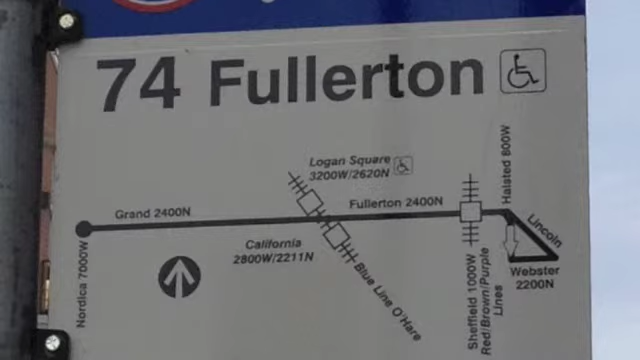 74 Fullerton
Logan Square
3200W/2620N
Halsted 800W
Grand 2400N
Fullerton 2400N
Lincoln
California
2800W/2211N
Nordica 7000W
Blue Line O'Hare
Sheffield 1000W
Red/Brown/Purple
Lines
Webster
2200N